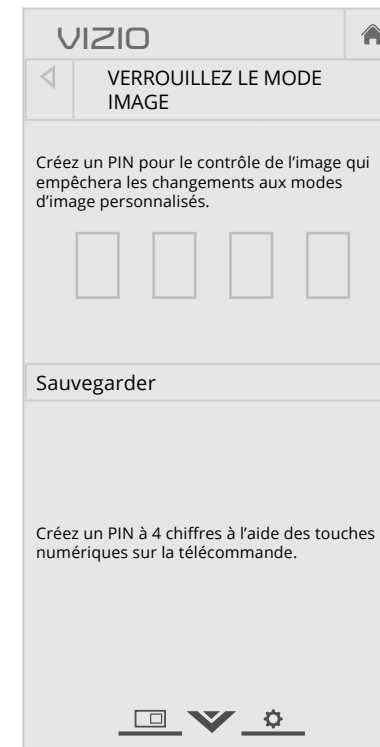 VIZIO
VERROUILLEZ LE MODE
IMAGE
Créez un PIN pour le contrôle de l’image qui
empêchera les changements aux modes
d’image personnalisés.
Sauvegarder
Créez un PIN à 4 chiffres à l’aide des touches
numériques sur la télécommande.